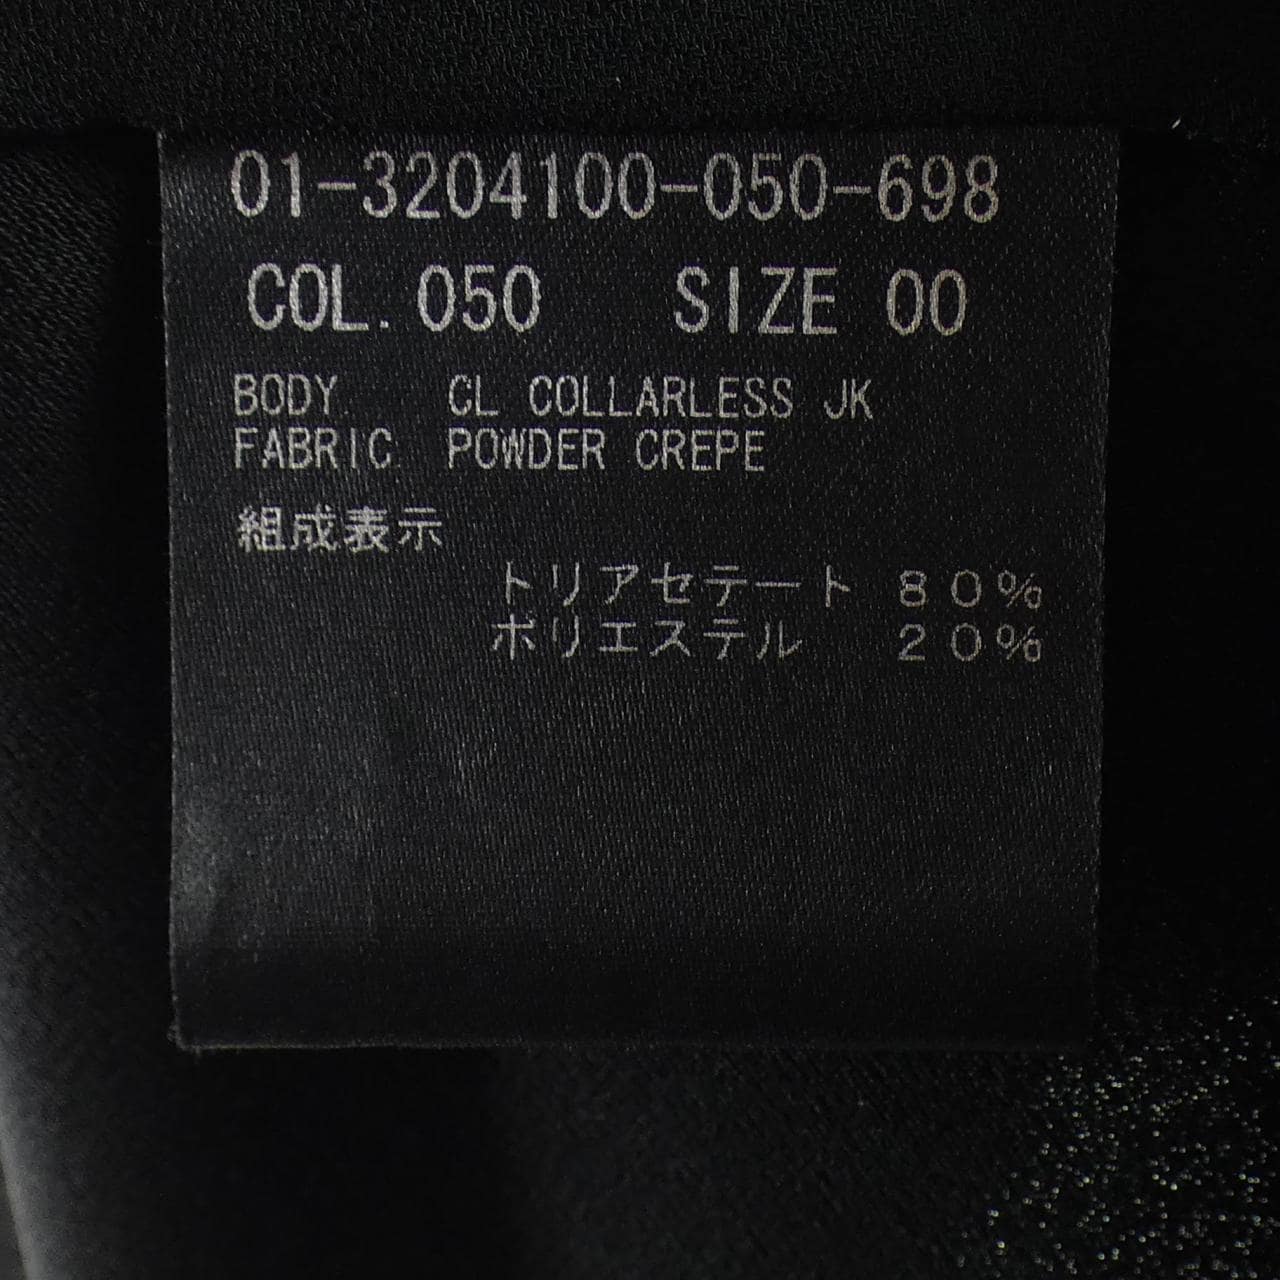 01-3204100-050-698
COL. 050 SIZE 00
BODY CL COLLARLESS JK
FABRIC POWDER CREPE
組成表示
トリアセテート 80%
ポリエステル 20%